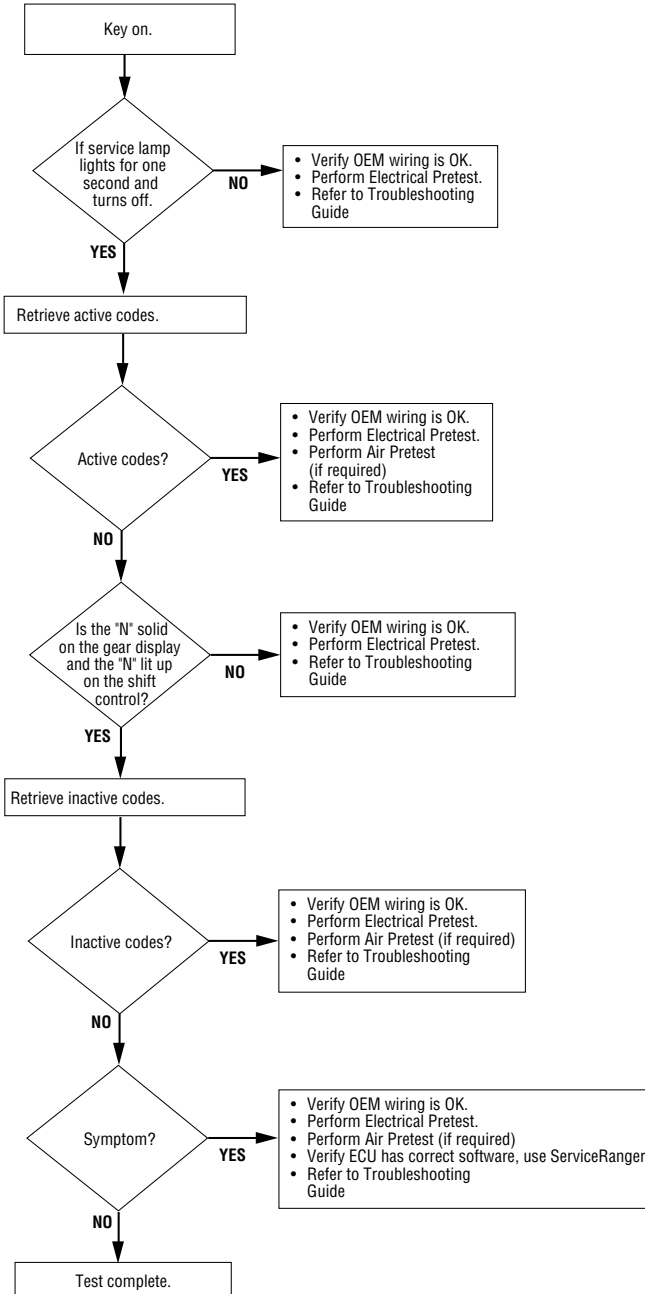 Key on.
If service lamp
lights for one
second and
turns off.
NO
• Verify OEM wiring is OK.
• Perform Electrical Pretest.
• Refer to Troubleshooting
Guide
YES
Retrieve active codes.
Active codes?
YES
• Verify OEM wiring is OK.
• Perform Electrical Pretest.
• Perform Air Pretest
(if required)
• Refer to Troubleshooting
Guide
NO
Is the "N" solid
on the gear display
and the "N" lit up
on the shift
control?
NO
• Verify OEM wiring is OK.
• Perform Electrical Pretest.
• Refer to Troubleshooting
Guide
YES
Retrieve inactive codes.
Inactive codes?
YES
• Verify OEM wiring is OK.
• Perform Electrical Pretest.
• Perform Air Pretest (if required)
• Refer to Troubleshooting
Guide
NO
Symptom?
YES
• Verify OEM wiring is OK.
• Perform Electrical Pretest.
• Perform Air Pretest (if required)
• Verify ECU has correct software, use ServiceRanger
• Refer to Troubleshooting
Guide
NO
Test complete.